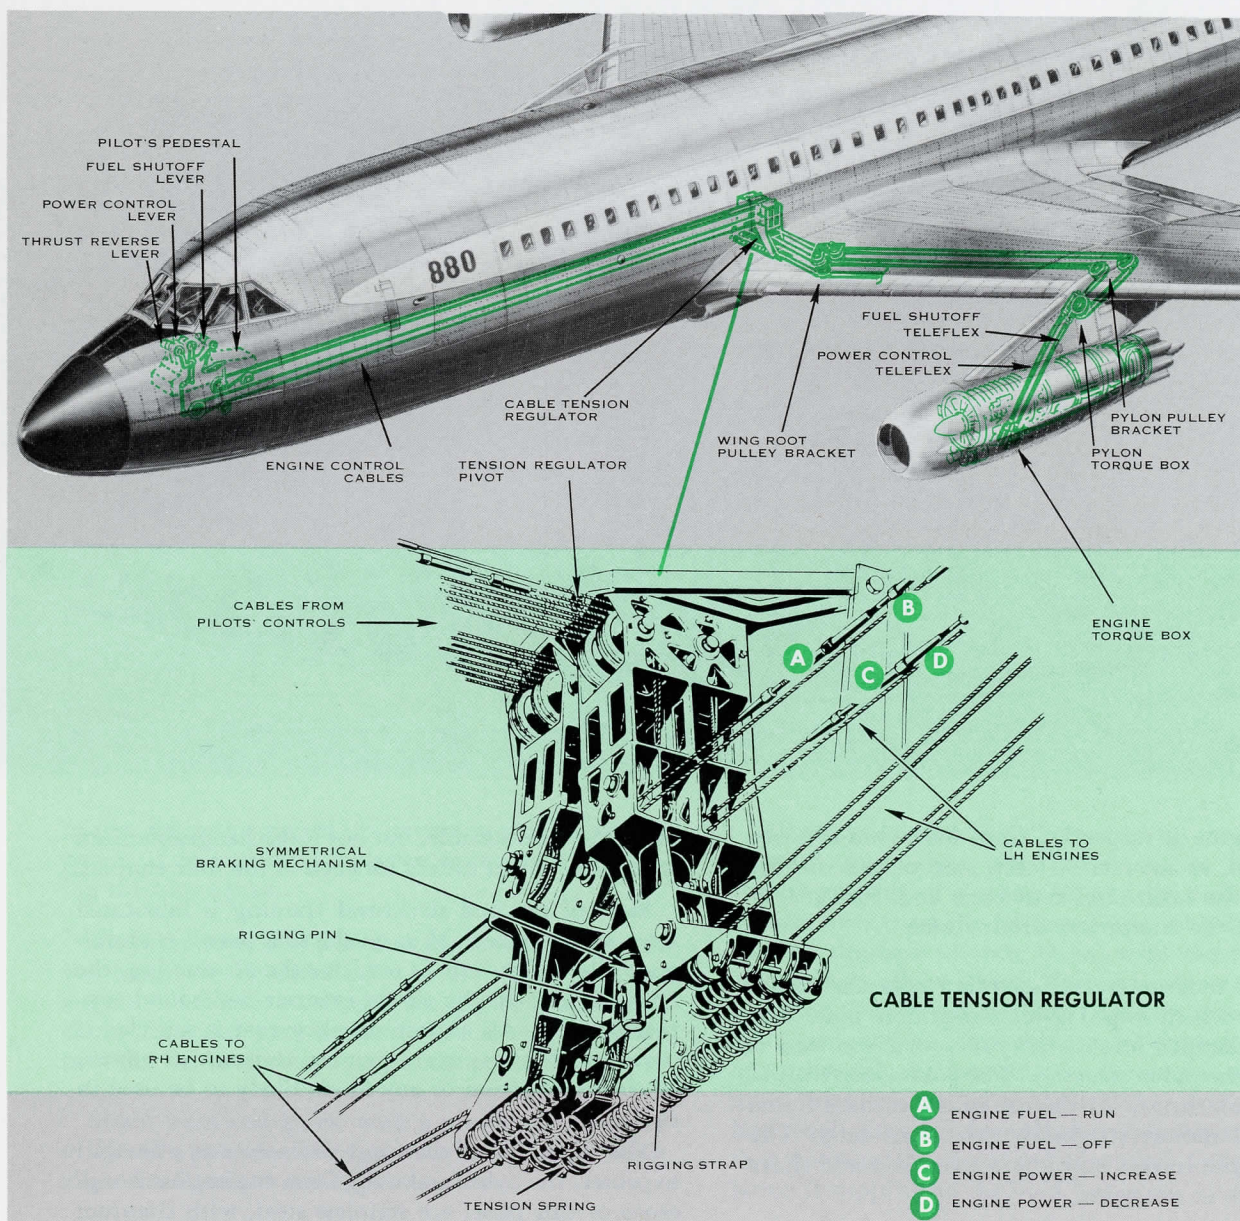 PILOT'S PEDESTAL
FUEL SHUTOFF
LEVER
POWER CONTROL
LEVER
THRUST REVERSE
LEVER
880
FUEL SHUTOFF
TELEFLEX
POWER CONTROL
TELEFLEX
CABLE TENSION
REGULATOR
WING ROOT
PULLEY BRACKET
PYLON PULLEY
BRACKET
PYLON
TORQUE BOX
ENGINE CONTROL
CABLES
TENSION REGULATOR
PIVOT
CABLES FROM
PILOTS' CONTROLS
ENGINE
TORQUE BOX
B
A
C
D
CABLES TO
LH ENGINES
SYMMETRICAL
BRAKING MECHANISM
RIGGING PIN
CABLE TENSION REGULATOR
CABLES TO
RH ENGINES
RIGGING STRAP
TENSION SPRING
A ENGINE FUEL — RUN
B ENGINE FUEL — OFF
C ENGINE POWER — INCREASE
D ENGINE POWER — DECREASE